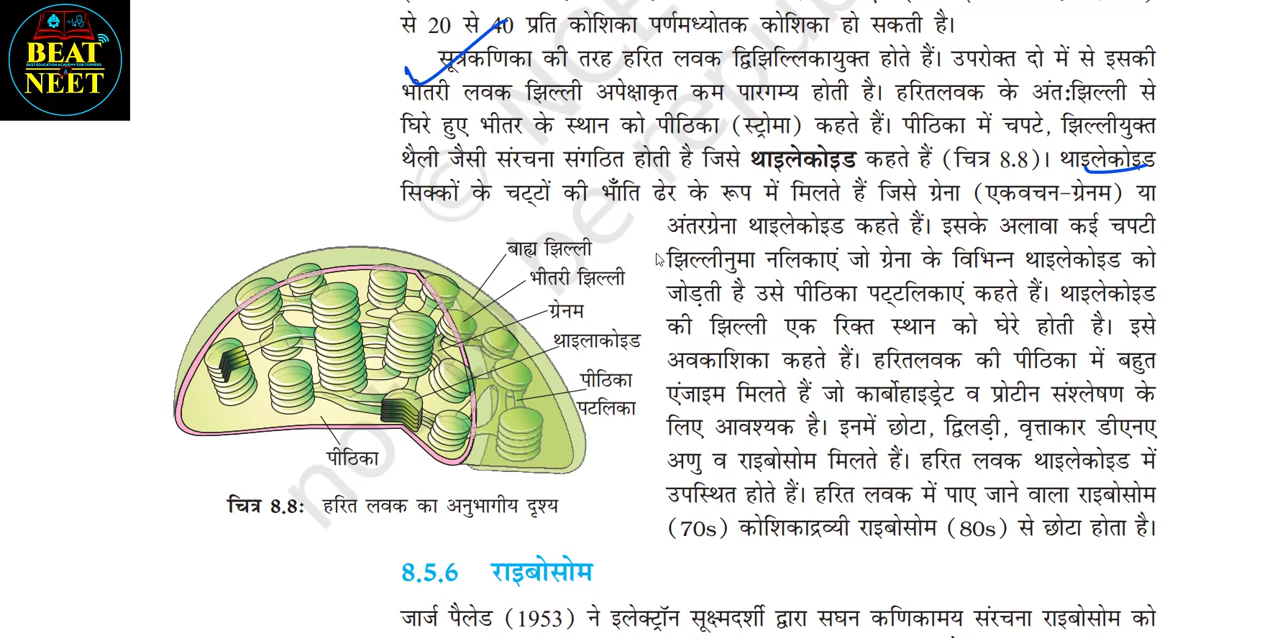 BEAT
BEST EDUCATION ACADEMY FOR TOPPERS
NEET
से 20 से 40 प्रति कोशिका पर्णमध्योतक कोशिका हो सकती है।
सूत्रकणिका की तरह हरित लवक द्विझिल्लिकायुक्त होते हैं। उपरोक्त दो में से इसकी
भीतरी लवक झिल्ली अपेक्षाकृत कम पारगम्य होती है। हरितलवक के अंत:झिल्ली से
घिरे हुए भीतर के स्थान को पीठिका (स्ट्रोमा) कहते हैं। पीठिका में चपटे, झिल्लीयुक्त
थैली जैसी संरचना संगठित होती है जिसे थाइलेकोइड कहते हैं (चित्र 8.8)। थाइलेकोइड
सिक्कों के चट्टों की भाँति ढेर के रूप में मिलते हैं जिसे ग्रेना (एकवचन-ग्रेनम) या
अंतरग्रेना थाइलेकोइड कहते हैं। इसके अलावा कई चपटी
झिल्लीनुमा नलिकाएं जो ग्रेना के विभिन्न थाइलेकोइड को
जोड़ती है उसे पीठिका पट्टलिकाएं कहते हैं। थाइलेकोइड
की झिल्ली एक रिक्त स्थान को घेरे होती है। इसे
अवकाशिका कहते हैं। हरितलवक की पीठिका में बहुत
एंजाइम मिलते हैं जो कार्बोहाइड्रेट व प्रोटीन संश्लेषण के
लिए आवश्यक है। इनमें छोटा, द्विलड़ी, वृत्ताकार डीएनए
अणु व राइबोसोम मिलते हैं। हरित लवक थाइलेकोइड में
उपस्थित होते हैं। हरित लवक में पाए जाने वाला राइबोसोम
(70s) कोशिकाद्रव्यी राइबोसोम (80s) से छोटा होता है।
बाह्य झिल्ली
भीतरी झिल्ली
ग्रेनम
थाइलाकोइड
पीठिका
पटलिका
पीठिका
चित्र 8.8: हरित लवक का अनुभागीय दृश्य
8.5.6 राइबोसोम
जार्ज पैलेड (1953) ने इलेक्ट्रॉन सूक्ष्मदर्शी द्वारा सघन कणिकामय संरचना राइबोसोम को